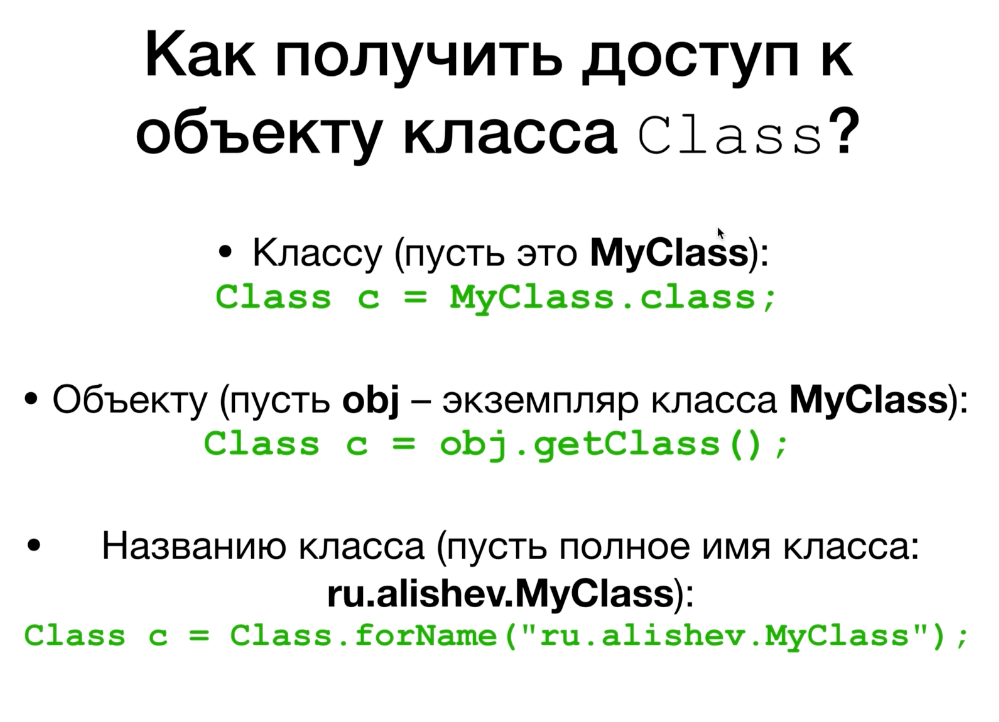 Как получить доступ к
объекту класса Class?
• Классу (пусть это MyClass):
Class c = MyClass.class;
• Объекту (пусть obj – экземпляр класса MyClass):
Class c = obj.getClass();
• Названию класса (пусть полное имя класса:
ru.alishev.MyClass):
Class c = Class.forName("ru.alishev.MyClass");